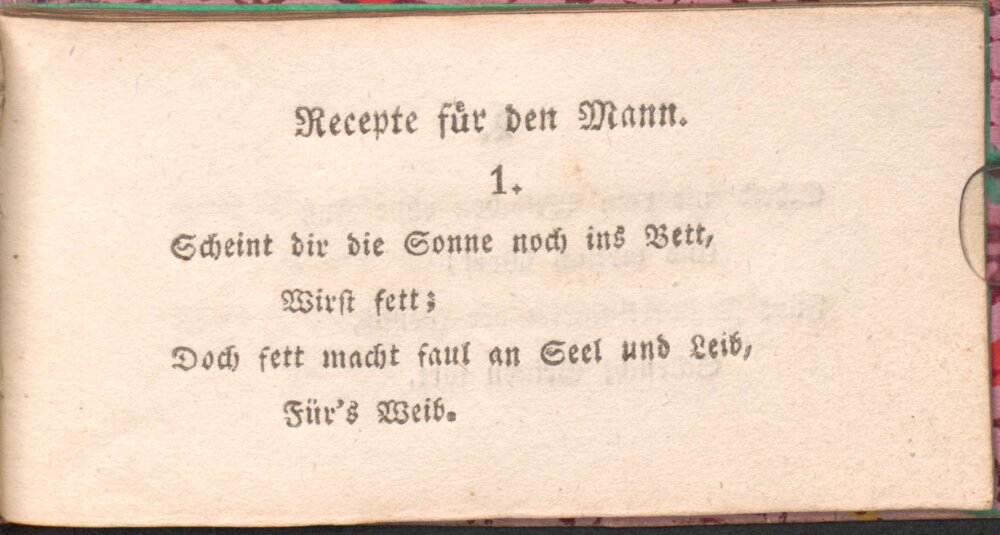 Recepte für den Mann.
1.
Scheint dir die Sonne noch ins Bett,
Wirst fett;
Doch fett macht faul an Seel und Leib,
Für's Weib.